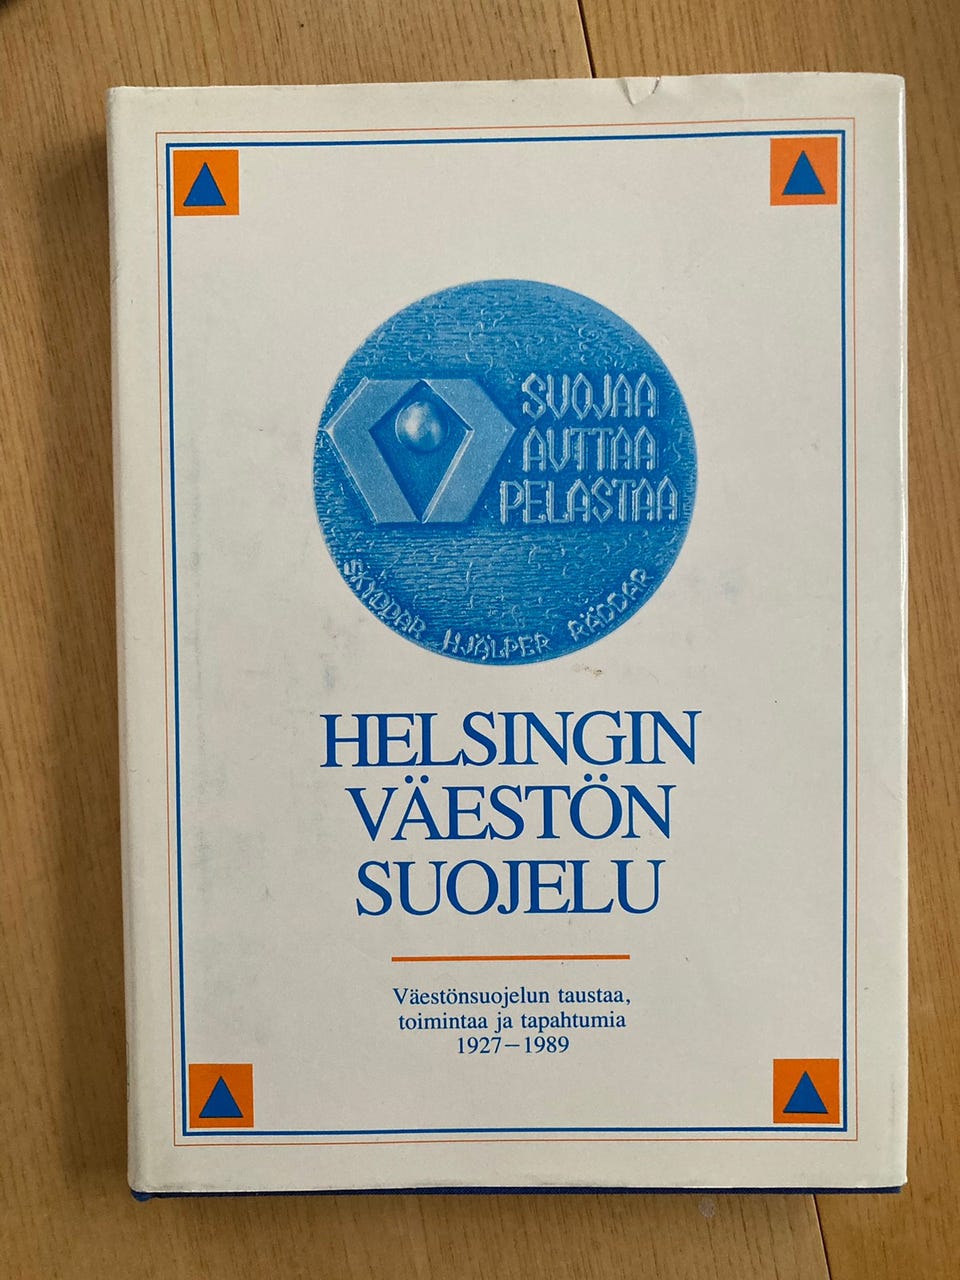 SUOJAA
AUTTAA
PELASTAA
SKYDDAR HJÄLPER RÄDDAR
HELSINGIN
VÄESTÖN
SUOJELU
Väestönsuojelun taustaa,
toimintaa ja tapahtumia
1927–1989